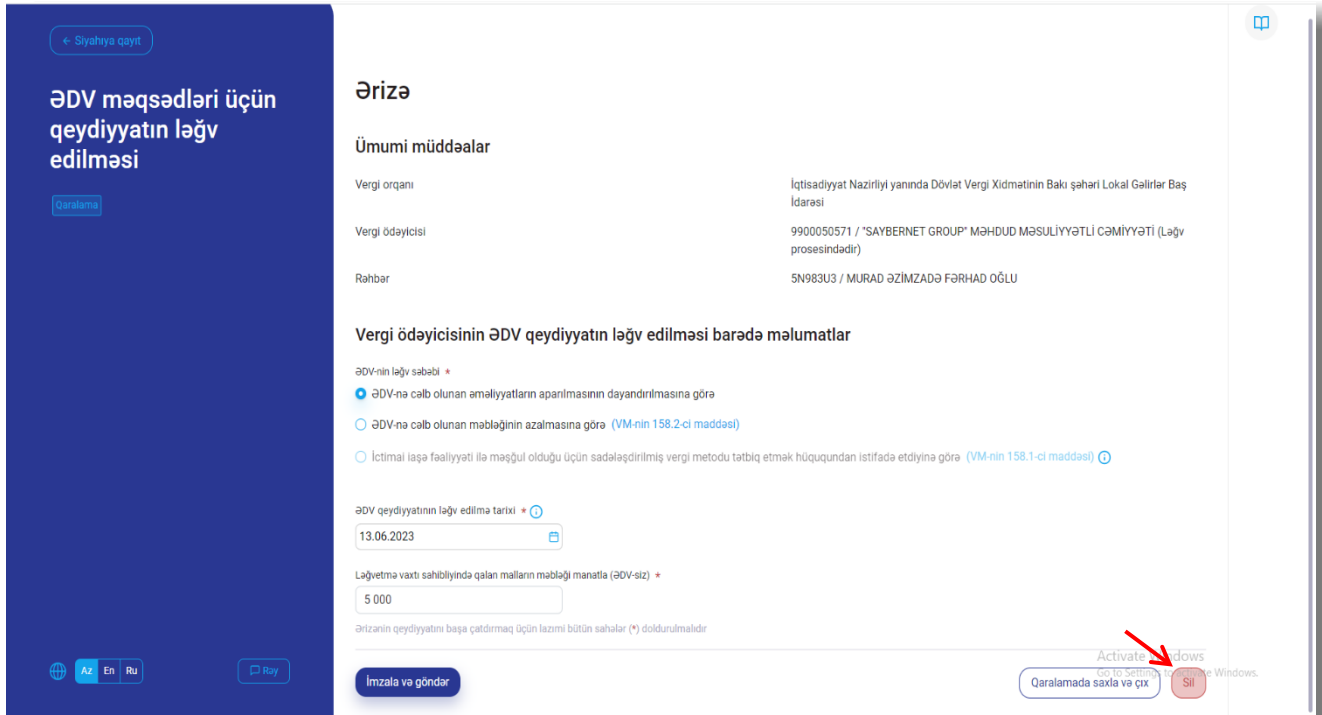 ← Siyahıya qayıt
ƏDV məqsədləri üçün
qeydiyyatın ləğv
edilməsi
Qaralama
Ərizə
Ümumi müddəalar
Vergi orqanı
İqtisadiyyat Nazirliyi yanında Dövlət Vergi Xidmətinin Bakı şəhəri Lokal Gəlirlər Baş
İdarəsi
Vergi ödəyicisi
9900050571 / "SAYBERNET GROUP" MƏHDUD MƏSULİYYƏTLİ CƏMİYYƏTİ (Ləğv
prosesindədir)
Rəhbər
5N983U3 / MURAD ƏZİMZADƏ FƏRHAD OĞLU
Vergi ödəyicisinin ƏDV qeydiyyatın ləğv edilməsi barədə məlumatlar
ƏDV-nin ləğv səbəbi *
ƏDV-nə cəlb olunan əməliyyatların aparılmasının dayandırılmasına görə
ƏDV-nə cəlb olunan məbləğinin azalmasına görə (VM-nin 158.2-ci maddəsi)
İctimai iaşə fəaliyyəti ilə məşğul olduğu üçün sadələşdirilmiş vergi metodu tətbiq etmək hüququndan istifadə etdiyinə görə (VM-nin 158.1-ci maddəsi)
ƏDV qeydiyyatının ləğv edilmə tarixi *
13.06.2023
Ləğvetmə vaxtı sahibliyində qalan malların məbləği manatla (ƏDV-siz) *
5 000
Ərizənin qeydiyyatını başa çatdırmaq üçün lazımi bütün sahələr (*) doldurulmalıdır
Az En Ru
Rəy
İmzala və göndər
Qaralamada saxla və çıx
Sil
Activate Windows
Go to Settings to activate Windows.